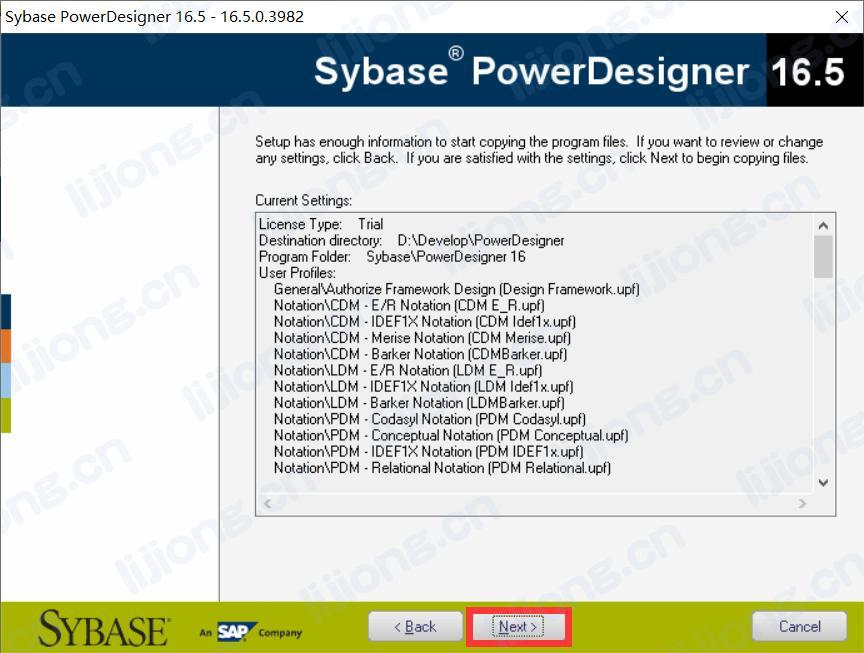 Sybase PowerDesigner 16.5 - 16.5.0.3982
Sybase® PowerDesigner 16.5
Setup has enough information to start copying the program files. If you want to review or change
any settings, click Back. If you are satisfied with the settings, click Next to begin copying files.
Current Settings:
License Type: Trial
Destination directory: D:\Develop\PowerDesigner
Program Folder: Sybase\PowerDesigner 16
User Profiles:
General\Authorize Framework Design (Design Framework.upf)
Notation\CDM - E/R Notation (CDM E_R.upf)
Notation\CDM - IDEF1X Notation (CDM Idef1x.upf)
Notation\CDM - Merise Notation (CDM Merise.upf)
Notation\CDM - Barker Notation (CDMBarker.upf)
Notation\LDM - E/R Notation (LDM E_R.upf)
Notation\LDM - IDEF1X Notation (LDM Idef1x.upf)
Notation\LDM - Barker Notation (LDMBarker.upf)
Notation\PDM - Codasyl Notation (PDM Codasyl.upf)
Notation\PDM - Conceptual Notation (PDM Conceptual.upf)
Notation\PDM - IDEF1X Notation (PDM IDEF1x.upf)
Notation\PDM - Relational Notation (PDM Relational.upf)
SYBASE® An SAP Company
< Back
Next >
Cancel
lijiong.cn